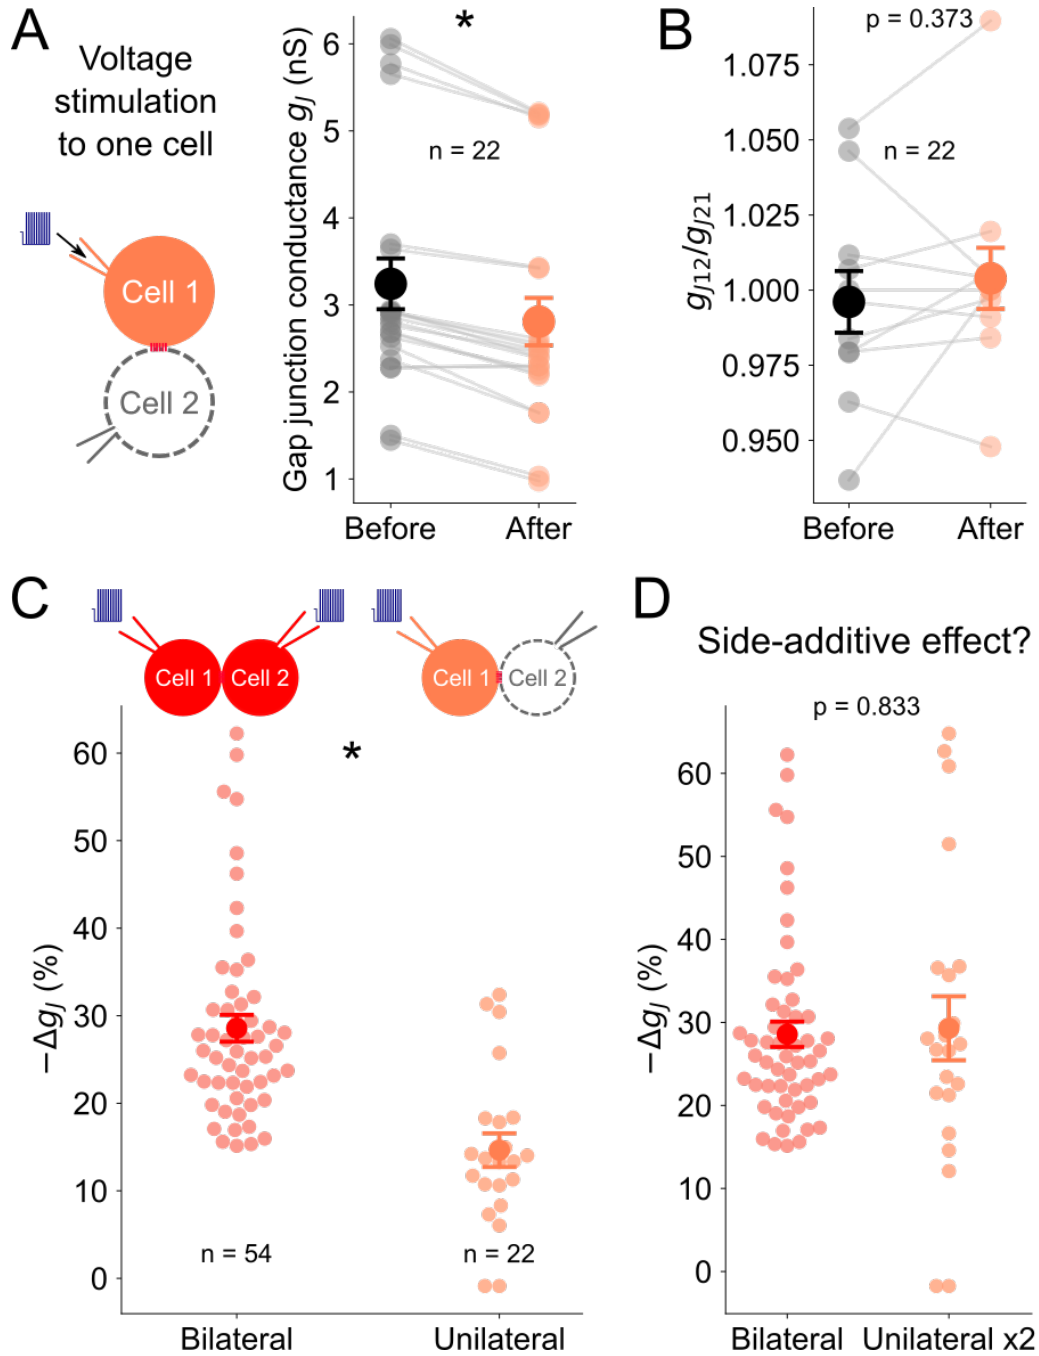 A
Voltage
stimulation
to one cell
Cell 1
Cell 2
Gap junction conductance gJ (nS)
6
5
4
3
2
1
*
n = 22
Before
After
B
p = 0.373
n = 22
gJ12/gJ21
1.075
1.050
1.025
1.000
0.975
0.950
Before
After
C
Cell 1
Cell 2
Cell 1
Cell 2
*
−ΔgJ (%)
60
50
40
30
20
10
0
n = 54
n = 22
Bilateral
Unilateral
D
Side-additive effect?
p = 0.833
−ΔgJ (%)
60
50
40
30
20
10
0
Bilateral
Unilateral x2